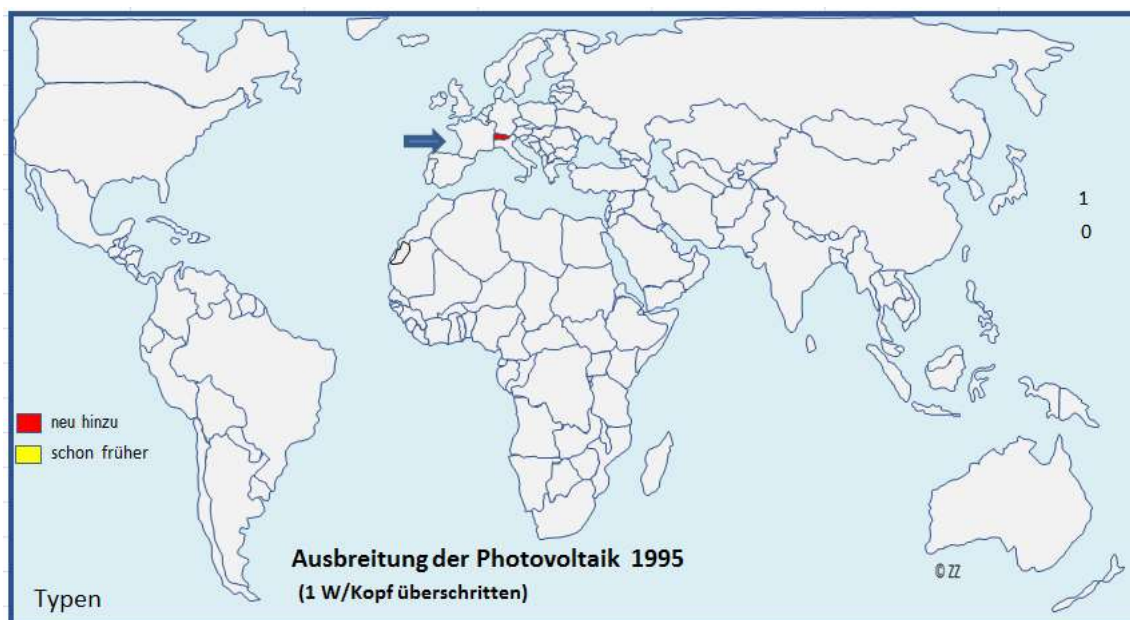 1
0
neu hinzu
schon früher
Ausbreitung der Photovoltaik 1995
(1 W/Kopf überschritten)
© ZZ
Typen